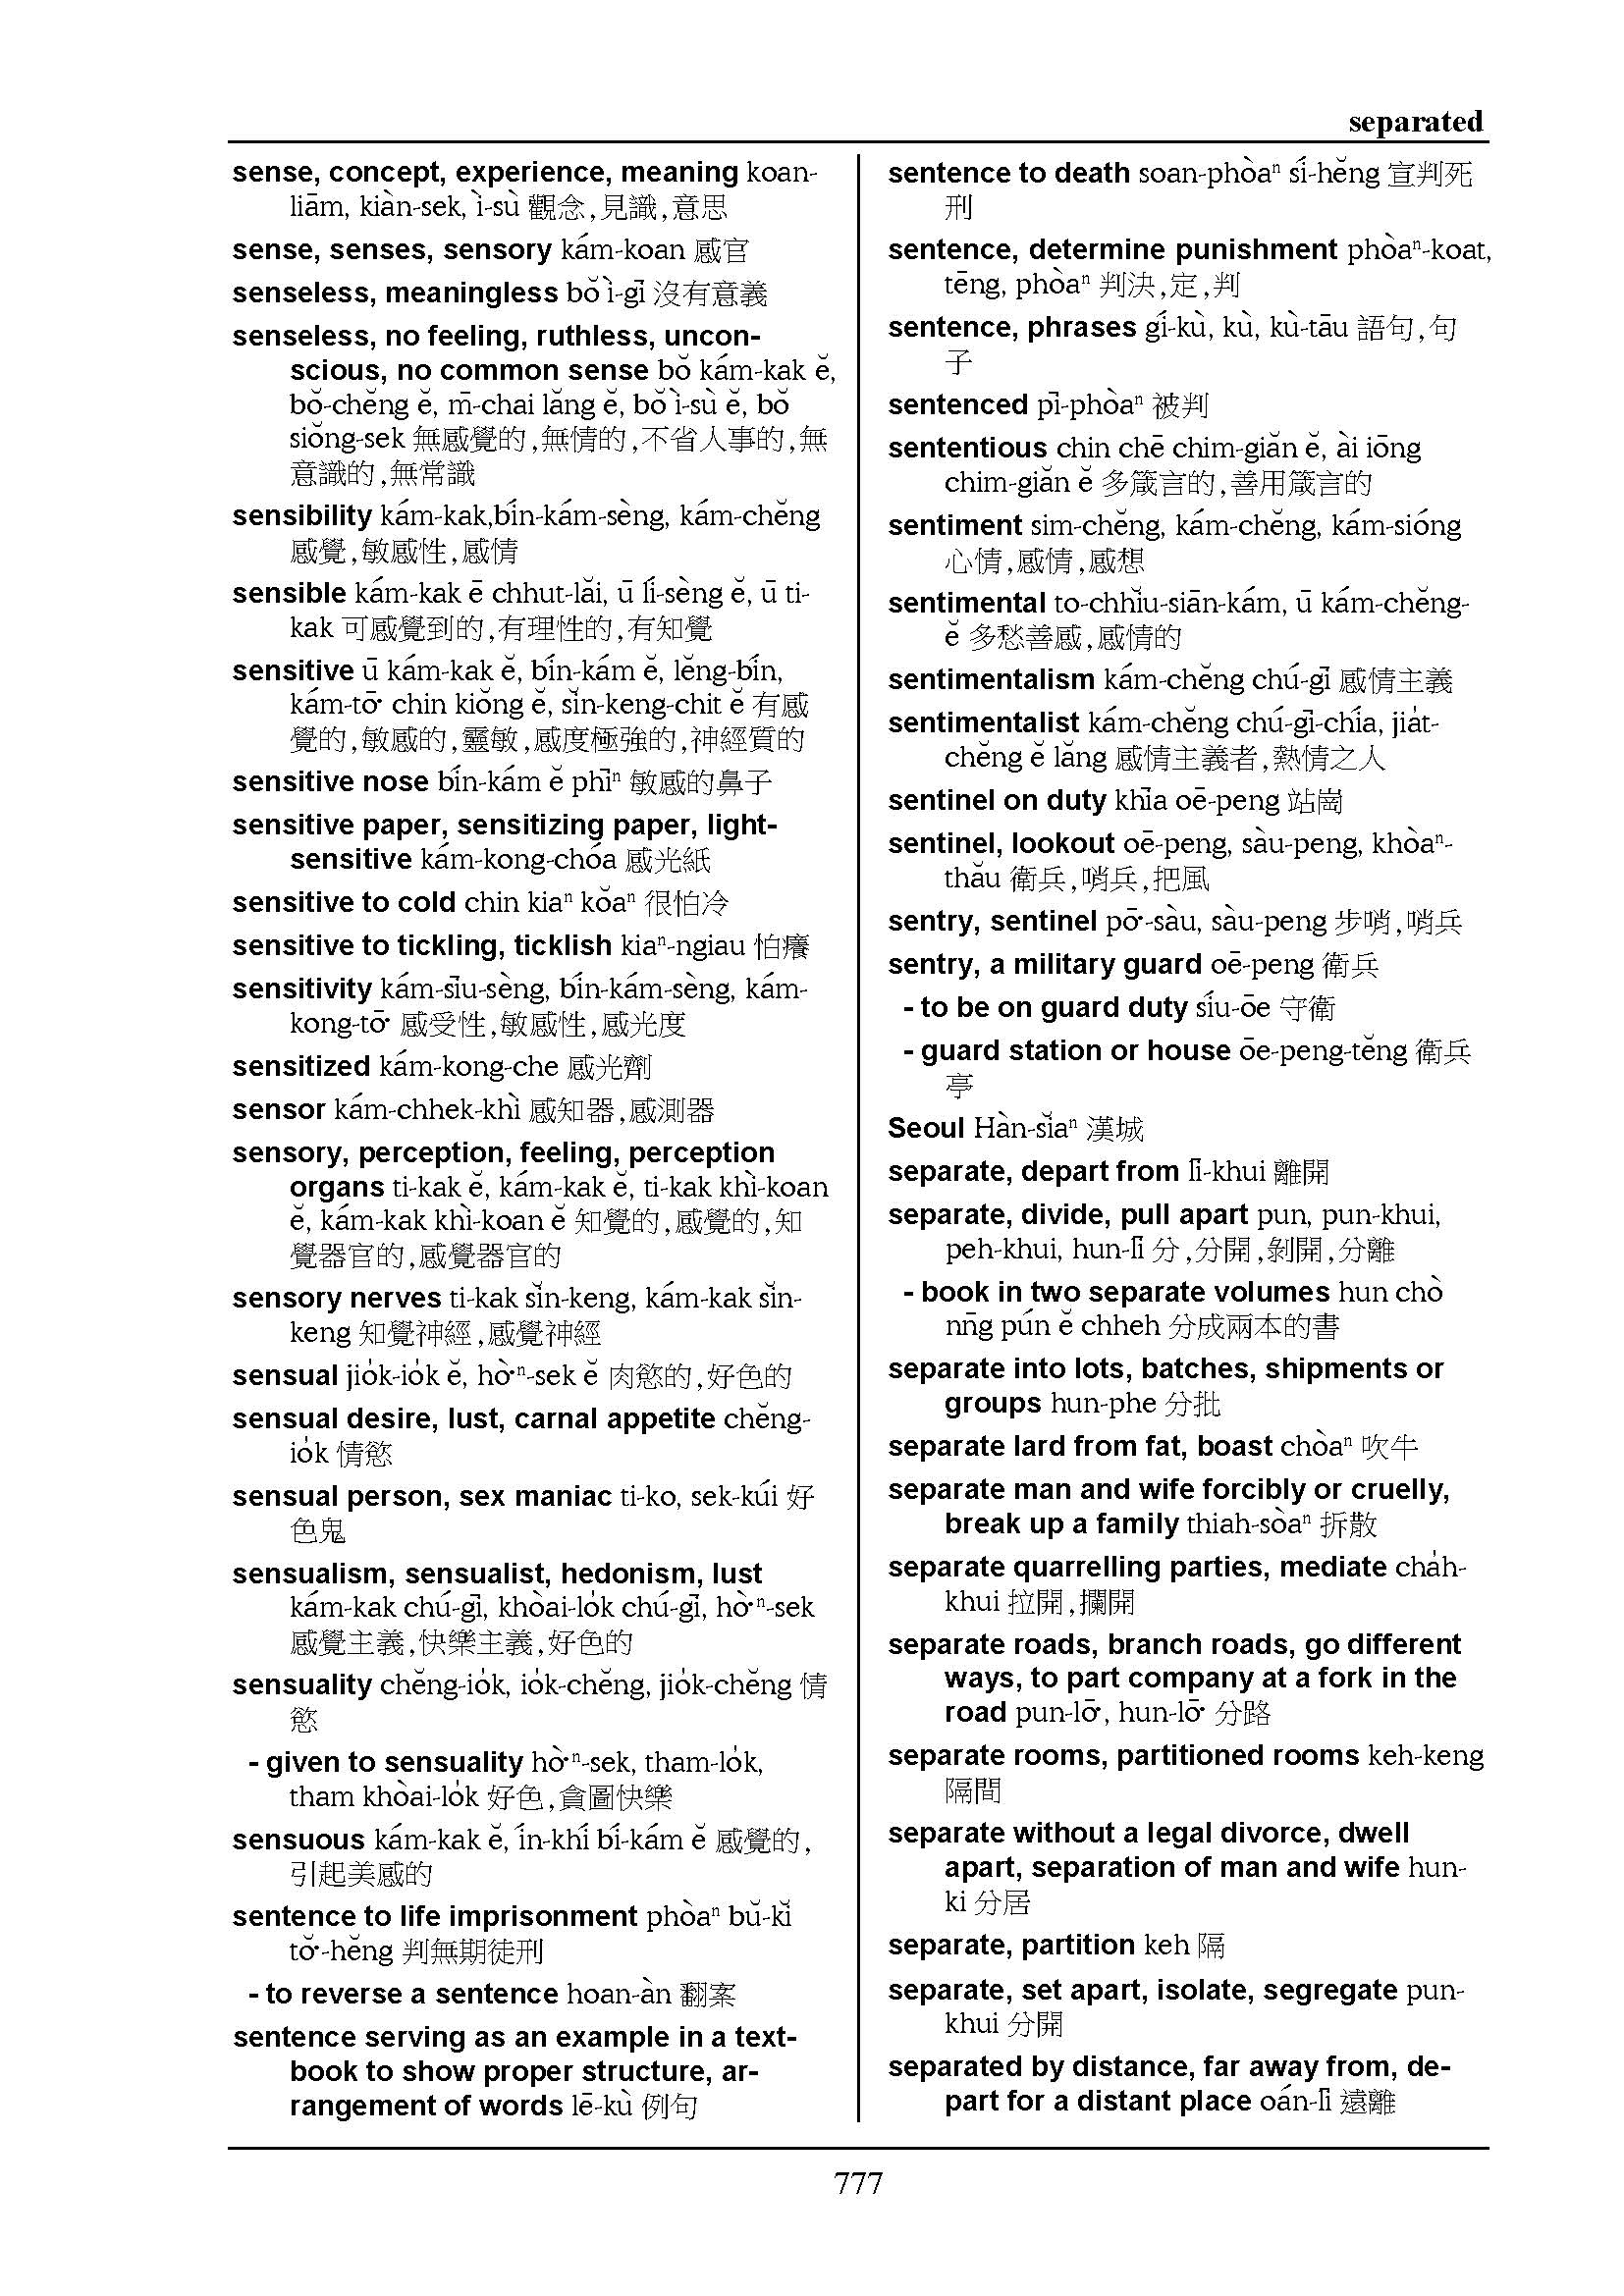 separated
sense, concept, experience, meaning koan-
liām, kiàn-sek, ì-sù 觀念,見識,意思
sense, senses, sensory kám-koan 感官
senseless, meaningless bŏ ì-gī 沒有意義
senseless, no feeling, ruthless, uncon-
scious, no common sense bŏ kám-kak ĕ,
bŏ-chĕng ĕ, m̄-chai lăng ĕ, bŏ ì-sù ĕ, bŏ
siŏng-sek 無感覺的,無情的,不省人事的,無
意識的,無常識
sensibility kám-kak,bín-kám-sèng, kám-chĕng
感覺,敏感性,感情
sensible kám-kak ē chhut-lăi, ū lí-sèng ĕ, ū ti-
kak 可感覺到的,有理性的,有知覺
sensitive ū kám-kak ĕ, bín-kám ĕ, lĕng-bín,
kám-tō͘ chin kiŏng ĕ, sĭn-keng-chit ĕ 有感
覺的,敏感的,靈敏,感度極強的,神經質的
sensitive nose bín-kám ĕ phīⁿ 敏感的鼻子
sensitive paper, sensitizing paper, light-
sensitive kám-kong-chóa 感光紙
sensitive to cold chin kiaⁿ kŏaⁿ 很怕冷
sensitive to tickling, ticklish kiaⁿ-ngiau 怕癢
sensitivity kám-sīu-sèng, bín-kám-sèng, kám-
kong-tō͘ 感受性,敏感性,感光度
sensitized kám-kong-che 感光劑
sensor kám-chhek-khì 感知器,感測器
sensory, perception, feeling, perception
organs ti-kak ĕ, kám-kak ĕ, ti-kak khì-koan
ĕ, kám-kak khì-koan ĕ 知覺的,感覺的,知
覺器官的,感覺器官的
sensory nerves ti-kak sĭn-keng, kám-kak sĭn-
keng 知覺神經,感覺神經
sensual jio̍k-io̍k ĕ, hò͘ⁿ-sek ĕ 肉慾的,好色的
sensual desire, lust, carnal appetite chĕng-
io̍k 情慾
sensual person, sex maniac ti-ko, sek-kúi 好
色鬼
sensualism, sensualist, hedonism, lust
kám-kak chú-gī, khòai-lo̍k chú-gī, hò͘ⁿ-sek
感覺主義,快樂主義,好色的
sensuality chĕng-io̍k, io̍k-chĕng, jio̍k-chĕng 情
慾
- given to sensuality hò͘ⁿ-sek, tham-lo̍k,
tham khòai-lo̍k 好色,貪圖快樂
sensuous kám-kak ĕ, ín-khí bí-kám ĕ 感覺的,
引起美感的
sentence to life imprisonment phòaⁿ bŭ-kĭ
tŏ͘-hĕng 判無期徒刑
- to reverse a sentence hoan-àn 翻案
sentence serving as an example in a text-
book to show proper structure, ar-
rangement of words lē-kù 例句
sentence to death soan-phòaⁿ sí-hĕng 宣判死
刑
sentence, determine punishment phòaⁿ-koat,
tēng, phòaⁿ 判決,定,判
sentence, phrases gí-kù, kù, kù-tāu 語句,句
子
sentenced pī-phòaⁿ 被判
sententious chin chē chim-giăn ĕ, ài iōng
chim-giăn ĕ 多箴言的,善用箴言的
sentiment sim-chĕng, kám-chĕng, kám-sióng
心情,感情,感想
sentimental to-chhĭu-siān-kám, ū kám-chĕng-
ĕ 多愁善感,感情的
sentimentalism kám-chĕng chú-gī 感情主義
sentimentalist kám-chĕng chú-gī-chía, jia̍t-
chĕng ĕ lăng 感情主義者,熱情之人
sentinel on duty khīa oē-peng 站崗
sentinel, lookout oē-peng, sàu-peng, khòaⁿ-
thău 衛兵,哨兵,把風
sentry, sentinel pō͘-sàu, sàu-peng 步哨,哨兵
sentry, a military guard oē-peng 衛兵
- to be on guard duty síu-ōe 守衛
- guard station or house ōe-peng-tĕng 衛兵
亭
Seoul Hàn-sĭaⁿ 漢城
separate, depart from lī-khui 離開
separate, divide, pull apart pun, pun-khui,
peh-khui, hun-lī 分,分開,剝開,分離
- book in two separate volumes hun chò
nn̄g pún ĕ chheh 分成兩本的書
separate into lots, batches, shipments or
groups hun-phe 分批
separate lard from fat, boast chòaⁿ 吹牛
separate man and wife forcibly or cruelly,
break up a family thiah-sòaⁿ 拆散
separate quarrelling parties, mediate cha̍h-
khui 拉開,攔開
separate roads, branch roads, go different
ways, to part company at a fork in the
road pun-lō͘, hun-lō͘ 分路
separate rooms, partitioned rooms keh-keng
隔間
separate without a legal divorce, dwell
apart, separation of man and wife hun-
ki 分居
separate, partition keh 隔
separate, set apart, isolate, segregate pun-
khui 分開
separated by distance, far away from, de-
part for a distant place oán-lī 遠離
777